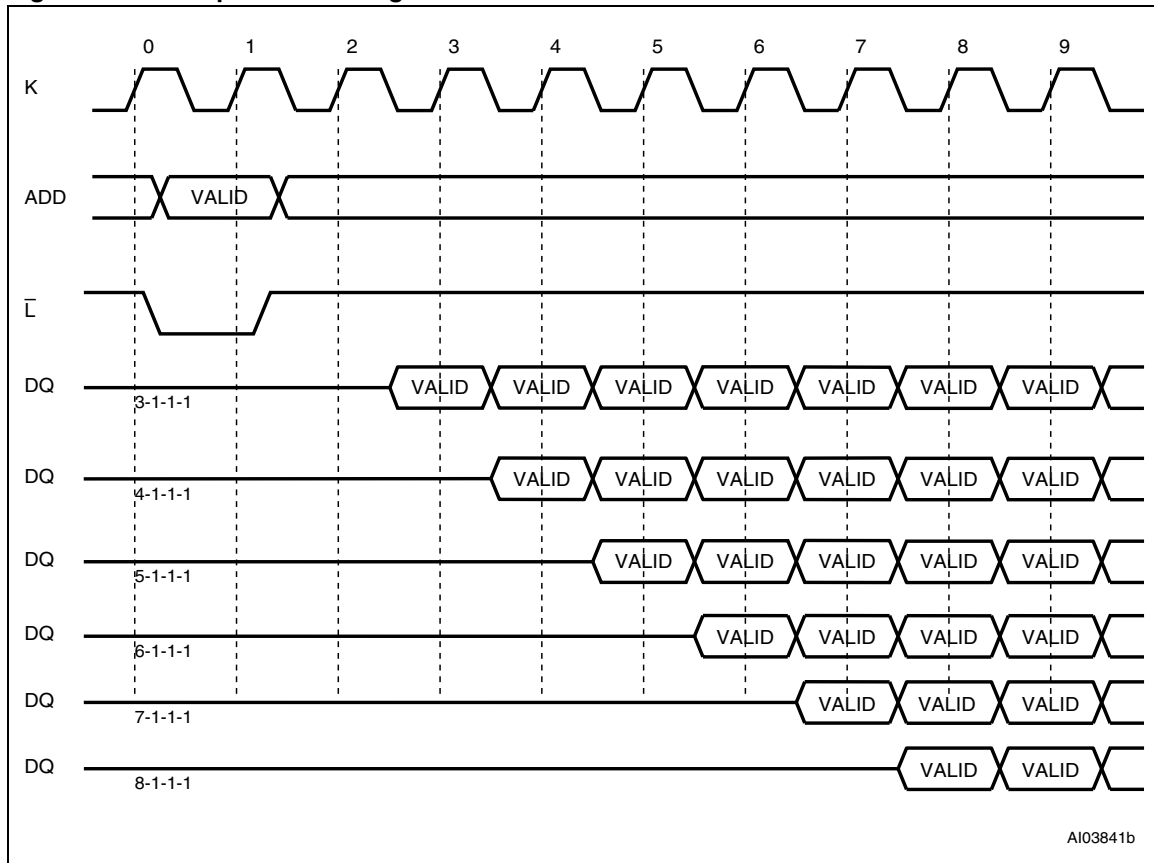 0 1 2 3 4 5 6 7 8 9
K
ADD VALID
L̅
DQ VALID VALID VALID VALID VALID VALID VALID
3-1-1-1
DQ VALID VALID VALID VALID VALID VALID
4-1-1-1
DQ VALID VALID VALID VALID VALID
5-1-1-1
DQ VALID VALID VALID VALID
6-1-1-1
DQ VALID VALID VALID
7-1-1-1
DQ VALID VALID
8-1-1-1
AI03841b